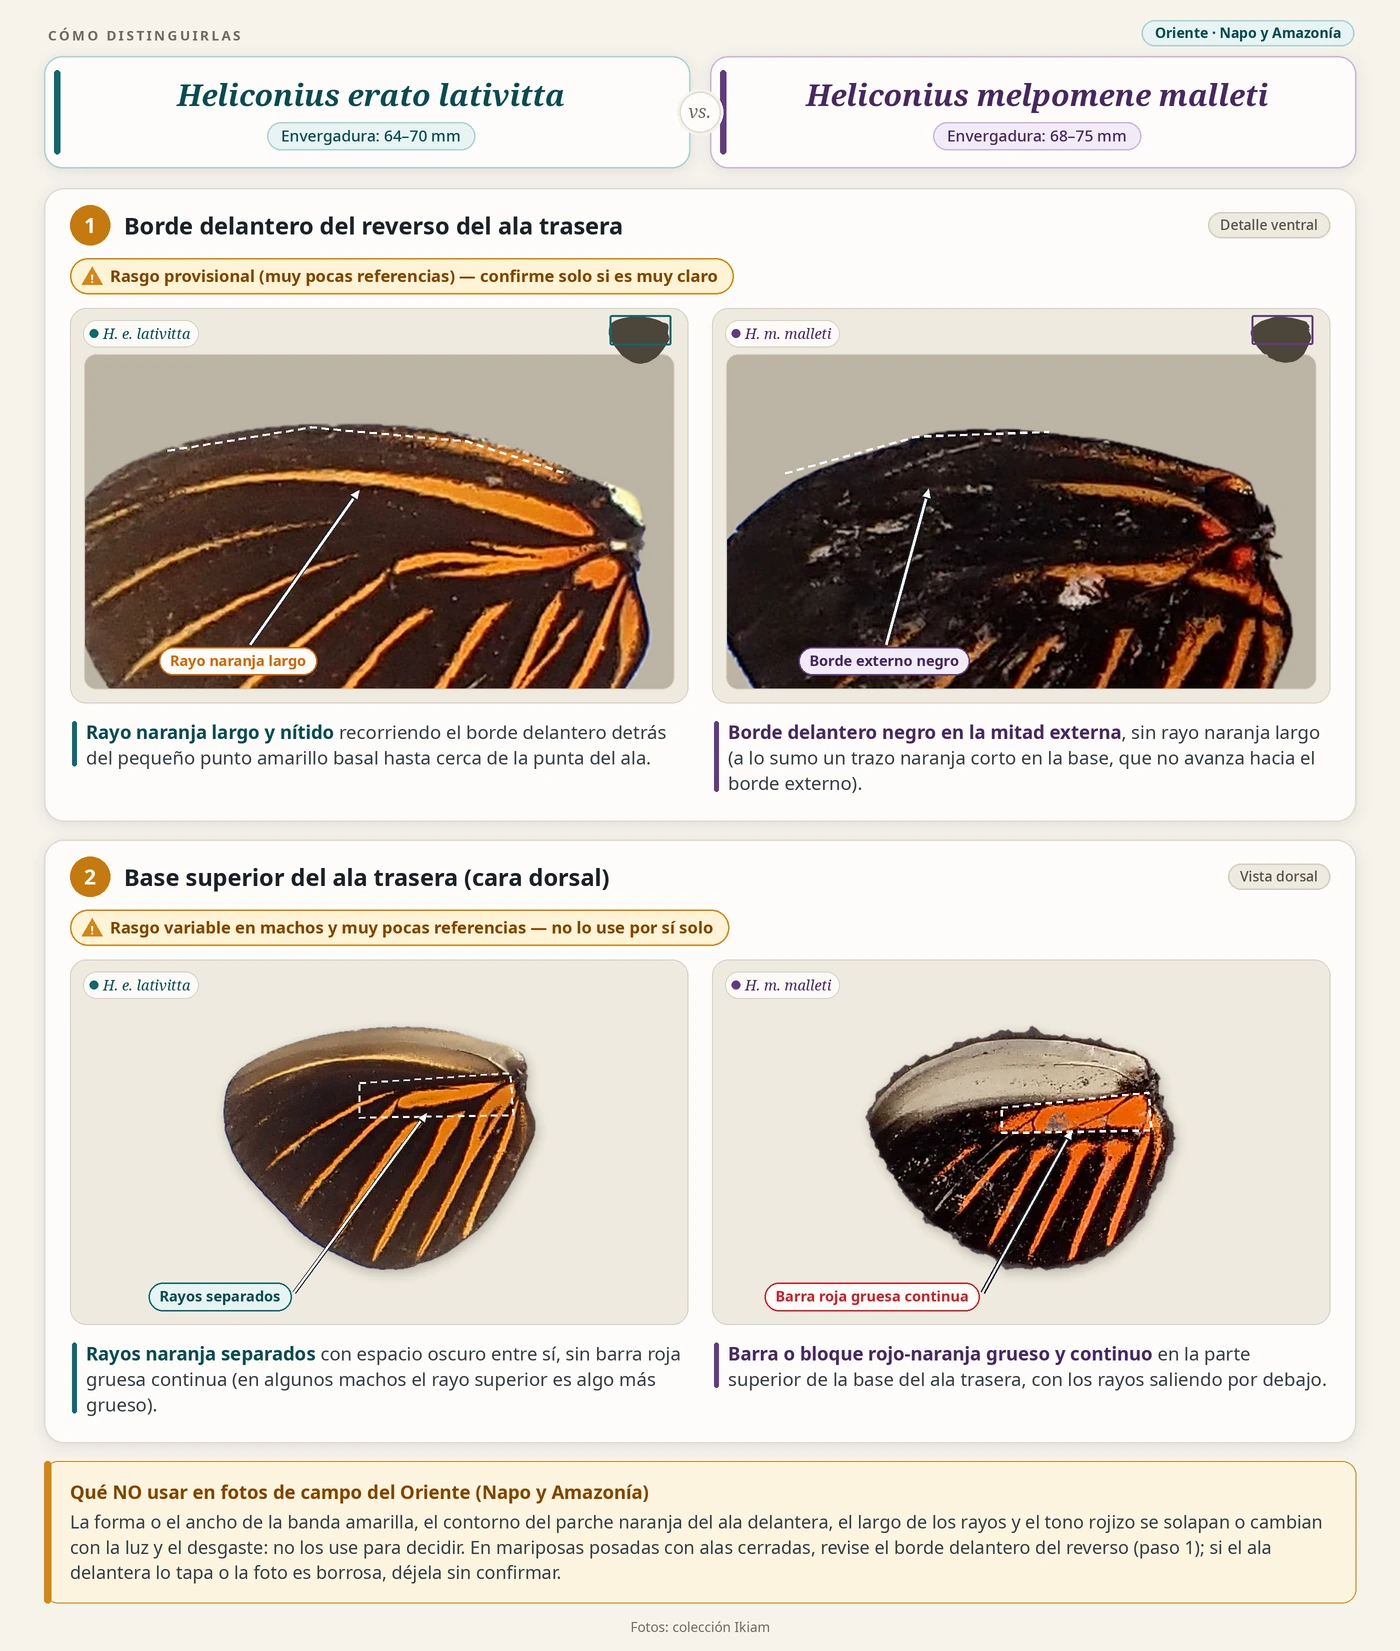 CÓMO DISTINGUIRLAS
Oriente · Napo y Amazonía
Heliconius erato lativitta
Envergadura: 64–70 mm
vs.
Heliconius melpomene malleti
Envergadura: 68–75 mm
1 Borde delantero del reverso del ala trasera
Detalle ventral
Rasgo provisional (muy pocas referencias) — confirme solo si es muy claro
H. e. lativitta
Rayo naranja largo
H. m. malleti
Borde externo negro
Rayo naranja largo y nítido recorriendo el borde delantero detrás
del pequeño punto amarillo basal hasta cerca de la punta del ala.
Borde delantero negro en la mitad externa, sin rayo naranja largo
(a lo sumo un trazo naranja corto en la base, que no avanza hacia el
borde externo).
2 Base superior del ala trasera (cara dorsal)
Vista dorsal
Rasgo variable en machos y muy pocas referencias — no lo use por sí solo
H. e. lativitta
Rayos separados
H. m. malleti
Barra roja gruesa continua
Rayos naranja separados con espacio oscuro entre sí, sin barra roja
gruesa continua (en algunos machos el rayo superior es algo más
grueso).
Barra o bloque rojo-naranja grueso y continuo en la parte
superior de la base del ala trasera, con los rayos saliendo por debajo.
Qué NO usar en fotos de campo del Oriente (Napo y Amazonía)
La forma o el ancho de la banda amarilla, el contorno del parche naranja del ala delantera, el largo de los rayos y el tono rojizo se solapan o cambian
con la luz y el desgaste: no los use para decidir. En mariposas posadas con alas cerradas, revise el borde delantero del reverso (paso 1); si el ala
delantera lo tapa o la foto es borrosa, déjela sin confirmar.
Fotos: colección Ikiam